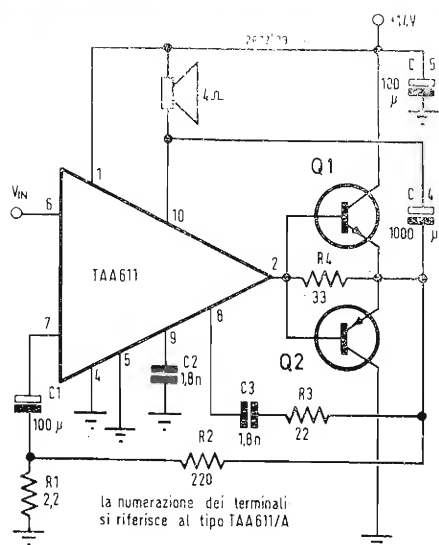 +14V
C 5
100
μ
4Ω
1
10
Q1
C 4
1000
μ
VIN
6
TAA611
2
R4
33
7
8
9
Q2
4
5
C2
1,8n
C3
1,8n
R3
22
C1
100μ
R2
220
R1
2,2
la numerazione dei terminali
si riferisce al tipo TAA611/A